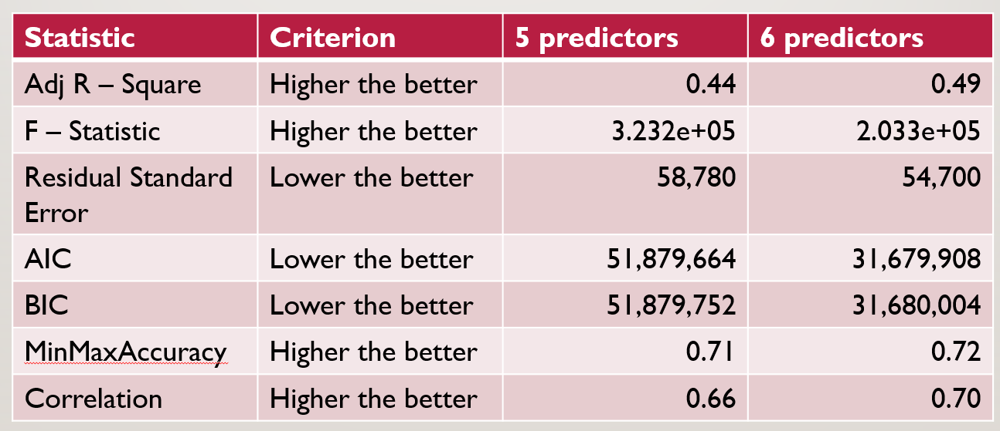 Statistic Criterion 5 predictors 6 predictors
Adj R – Square Higher the better 0.44 0.49
F – Statistic Higher the better 3.232e+05 2.033e+05
Residual Standard Lower the better 58,780 54,700
Error
AIC Lower the better 51,879,664 31,679,908
BIC Lower the better 51,879,752 31,680,004
MinMaxAccuracy Higher the better 0.71 0.72
Correlation Higher the better 0.66 0.70